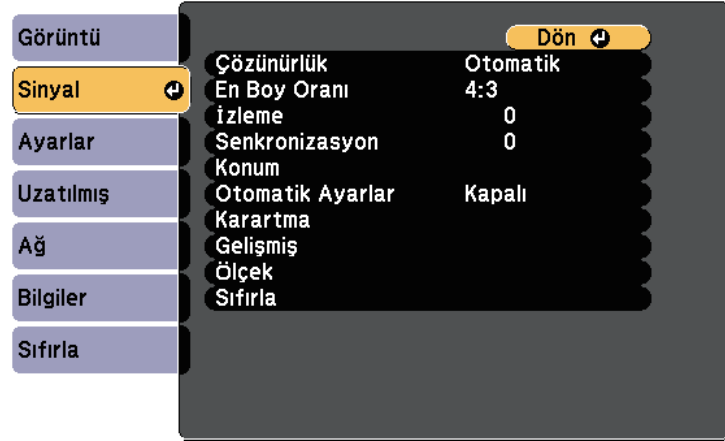 Görüntü
Sinyal
Ayarlar
Uzatılmış
Ağ
Bilgiler
Sıfırla
Dön
Çözünürlük Otomatik
En Boy Oranı 4:3
İzleme 0
Senkronizasyon 0
Konum
Otomatik Ayarlar Kapalı
Karartma
Gelişmiş
Ölçek
Sıfırla